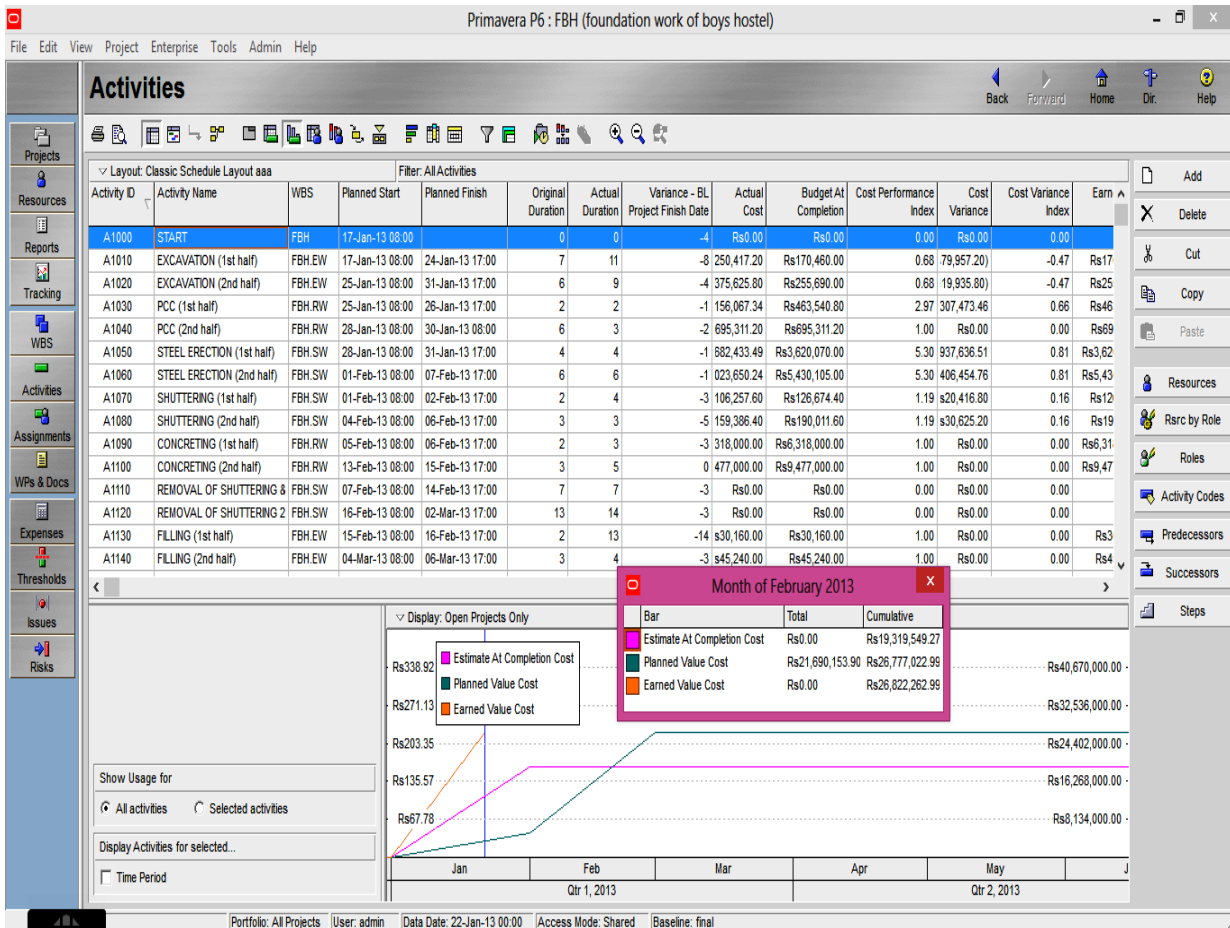 Primavera P6 : FBH (foundation work of boys hostel)
File Edit View Project Enterprise Tools Admin Help
Activities
Back Forward Home Dir. Help
Projects
Resources
Reports
Tracking
WBS
Activities
Assignments
WPs & Docs
Expenses
Thresholds
Issues
Risks
Layout: Classic Schedule Layout aaa Filter: All Activities
Activity ID Activity Name WBS Planned Start Planned Finish Original Duration Actual Duration Variance - BL Project Finish Date Actual Cost Budget At Completion Cost Performance Index Cost Variance Cost Variance Index Earn
A1000 START FBH 17-Jan-13 08:00 0 0 -4 Rs0.00 Rs0.00 0.00 Rs0.00 0.00
A1010 EXCAVATION (1st half) FBH.EW 17-Jan-13 08:00 24-Jan-13 17:00 7 11 -8 250,417.20 Rs170,460.00 0.68 79,957.20) -0.47 Rs17
A1020 EXCAVATION (2nd half) FBH.EW 25-Jan-13 08:00 31-Jan-13 17:00 6 9 -4 375,625.80 Rs255,690.00 0.68 19,935.80) -0.47 Rs25
A1030 PCC (1st half) FBH.RW 25-Jan-13 08:00 26-Jan-13 17:00 2 2 -1 156,067.34 Rs463,540.80 2.97 307,473.46 0.66 Rs46
A1040 PCC (2nd half) FBH.RW 28-Jan-13 08:00 30-Jan-13 08:00 6 3 -2 695,311.20 Rs695,311.20 1.00 Rs0.00 0.00 Rs69
A1050 STEEL ERECTION (1st half) FBH.SW 28-Jan-13 08:00 31-Jan-13 17:00 4 4 -1 682,433.49 Rs3,620,070.00 5.30 937,636.51 0.81 Rs3,62
A1060 STEEL ERECTION (2nd half) FBH.SW 01-Feb-13 08:00 07-Feb-13 17:00 6 6 -1 023,650.24 Rs5,430,105.00 5.30 406,454.76 0.81 Rs5,43
A1070 SHUTTERING (1st half) FBH.SW 01-Feb-13 08:00 02-Feb-13 17:00 2 4 -3 106,257.60 Rs126,674.40 1.19 s20,416.80 0.16 Rs12
A1080 SHUTTERING (2nd half) FBH.SW 04-Feb-13 08:00 06-Feb-13 17:00 3 3 -5 159,386.40 Rs190,011.60 1.19 s30,625.20 0.16 Rs19
A1090 CONCRETING (1st half) FBH.RW 05-Feb-13 08:00 06-Feb-13 17:00 2 3 -3 318,000.00 Rs6,318,000.00 1.00 Rs0.00 0.00 Rs6,31
A1100 CONCRETING (2nd half) FBH.RW 13-Feb-13 08:00 15-Feb-13 17:00 3 5 0 477,000.00 Rs9,477,000.00 1.00 Rs0.00 0.00 Rs9,47
A1110 REMOVAL OF SHUTTERING & FBH.SW 07-Feb-13 08:00 14-Feb-13 17:00 7 7 -3 Rs0.00 Rs0.00 0.00 Rs0.00 0.00
A1120 REMOVAL OF SHUTTERING 2 FBH.SW 16-Feb-13 08:00 02-Mar-13 17:00 13 14 -3 Rs0.00 Rs0.00 0.00 Rs0.00 0.00
A1130 FILLING (1st half) FBH.EW 15-Feb-13 08:00 16-Feb-13 17:00 2 13 -14 s30,160.00 Rs30,160.00 1.00 Rs0.00 0.00 Rs3
A1140 FILLING (2nd half) FBH.EW 04-Mar-13 08:00 06-Mar-13 17:00 3 4 -3 s45,240.00 Rs45,240.00 1.00 Rs0.00 0.00 Rs4
Add
Delete
Cut
Copy
Paste
Resources
Rsrc by Role
Roles
Activity Codes
Predecessors
Successors
Steps
Month of February 2013
Bar Total Cumulative
Estimate At Completion Cost Rs0.00 Rs19,319,549.27
Planned Value Cost Rs21,690,153.90 Rs26,777,022.99
Earned Value Cost Rs0.00 Rs26,822,262.99
Display: Open Projects Only
Estimate At Completion Cost
Planned Value Cost
Earned Value Cost
Rs338.92 Rs40,670,000.00
Rs271.13 Rs32,536,000.00
Rs203.35 Rs24,402,000.00
Rs135.57 Rs16,268,000.00
Rs67.78 Rs8,134,000.00
Jan Feb Mar Apr May J
Qtr 1, 2013 Qtr 2, 2013
Show Usage for
All activities Selected activities
Display Activities for selected...
Time Period
Portfolio: All Projects User: admin Data Date: 22-Jan-13 00:00 Access Mode: Shared Baseline: final